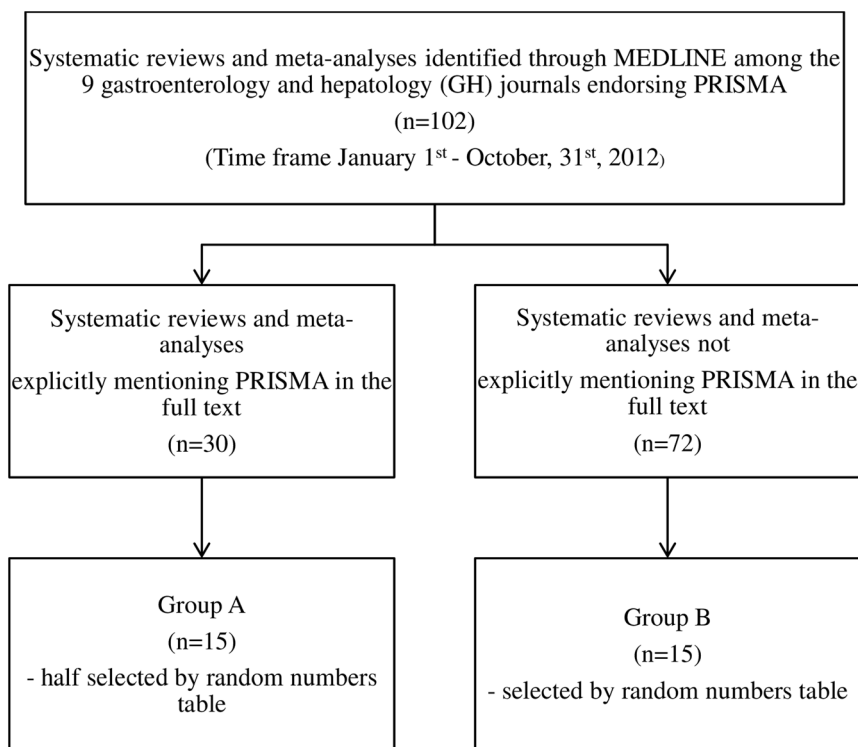 Systematic reviews and meta-analyses identified through MEDLINE among the
9 gastroenterology and hepatology (GH) journals endorsing PRISMA
(n=102)
(Time frame January 1st - October, 31st, 2012)
Systematic reviews and meta-
analyses
explicitly mentioning PRISMA in the
full text
(n=30)
Systematic reviews and meta-
analyses not
explicitly mentioning PRISMA in the
full text
(n=72)
Group A
(n=15)
- half selected by random numbers
table
Group B
(n=15)
- selected by random numbers table